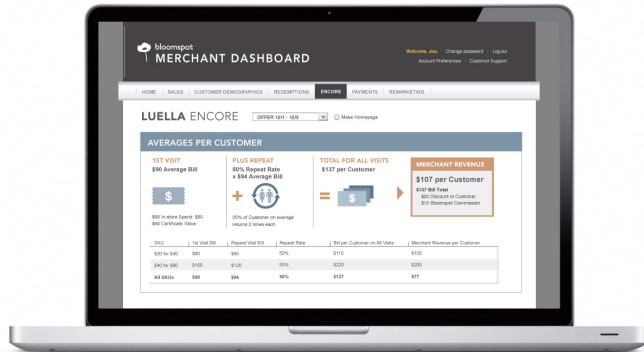 bloomspot
MERCHANT DASHBOARD
Welcome, Joe. Change password | Log out
Account Preferences | Customer Support
HOME SALES CUSTOMER DEMOGRAPHICS REDEMPTIONS ENCORE PAYMENTS REMARKETING
LUELLA ENCORE OFFER 12/1 - 12/8 Make Homepage
AVERAGES PER CUSTOMER
1ST VISIT PLUS REPEAT TOTAL FOR ALL VISITS MERCHANT REVENUE
$90 Average Bill 50% Repeat Rate $137 per Customer
x $94 Average Bill
$107 per Customer
$137 Bill Total
$20 Discount to Customer
$10 Bloomspot Commission
$ + = $
$50 In-store Spend: $50 25% of Customer on average
$40 Certificate Value returns 2 times each
SKU 1st Visit Bill Repeat Visit Bill Repeat Rate Bill per Customer on All Visits Merchant Revenue per Customer
$20 for $40 $80 $60 50% $110 $100
$40 for $80 $160 $120 50% $220 $200
All SKUs $90 $94 50% $137 $77